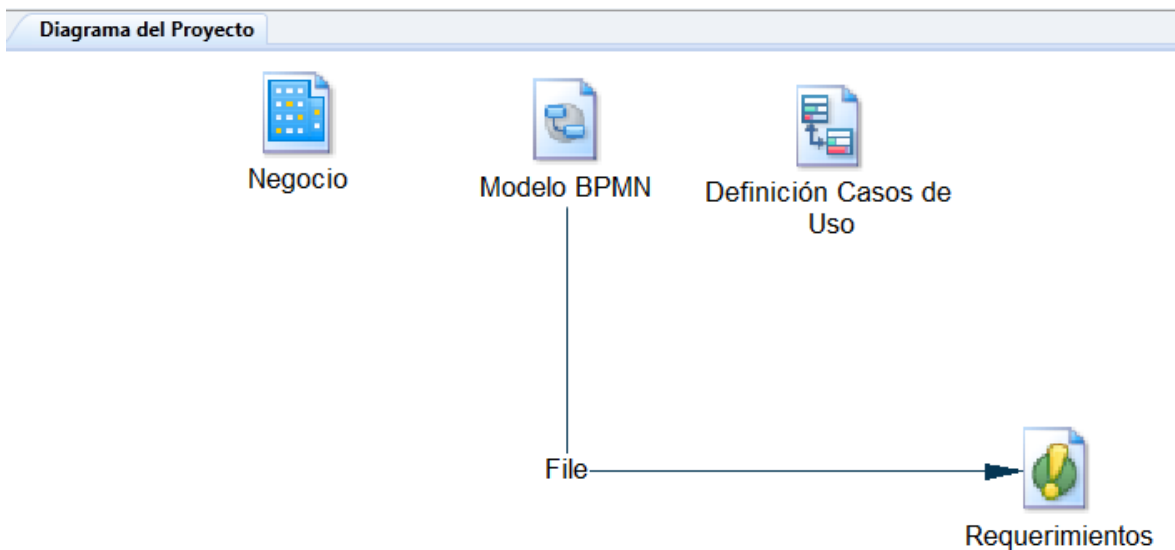 Diagrama del Proyecto
Negocio
Modelo BPMN
Definición Casos de
Uso
File
Requerimientos